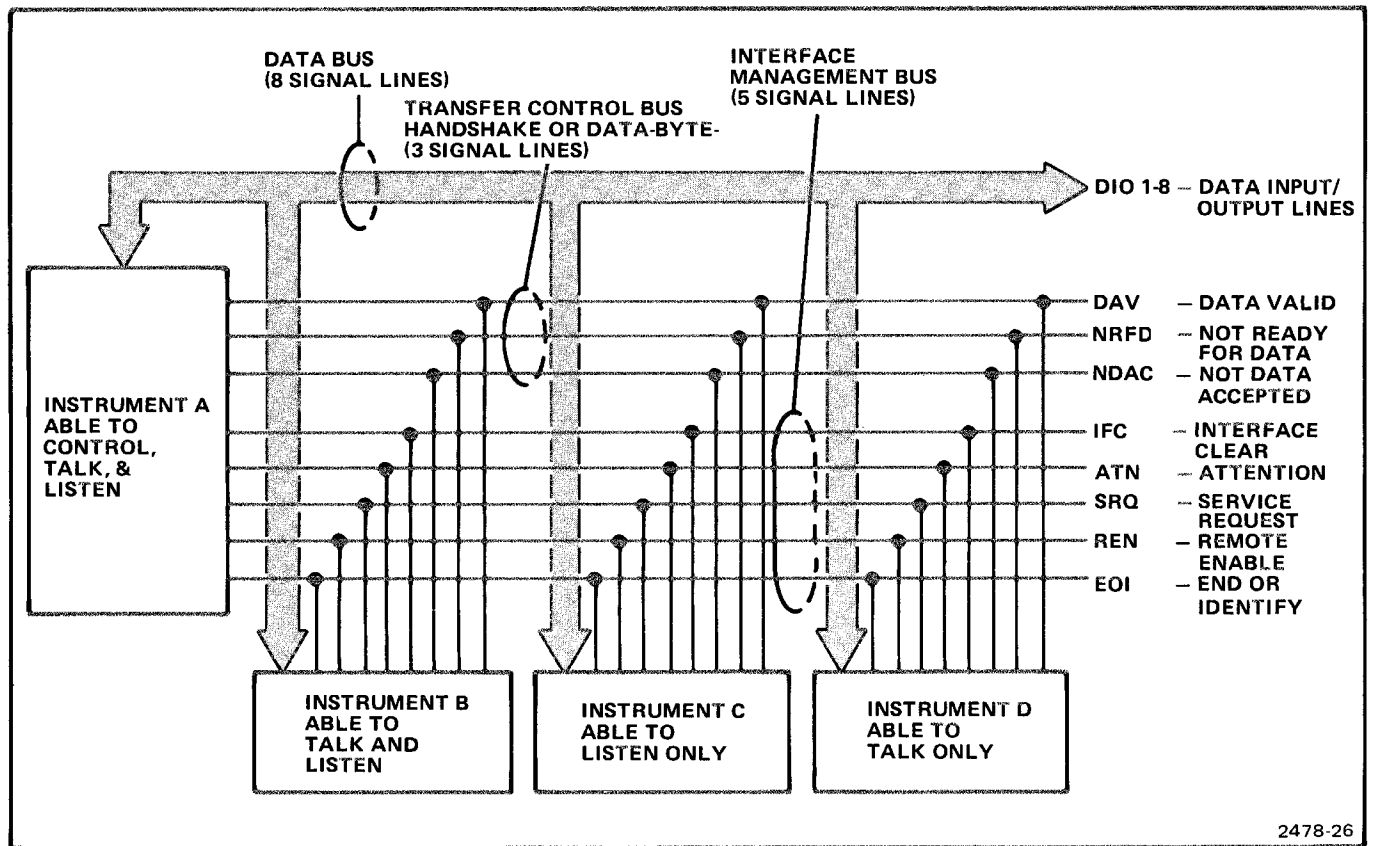 DATA BUS
(8 SIGNAL LINES)
TRANSFER CONTROL BUS
HANDSHAKE OR DATA-BYTE-
(3 SIGNAL LINES)
INTERFACE
MANAGEMENT BUS
(5 SIGNAL LINES)
DIO 1-8 — DATA INPUT/
OUTPUT LINES
DAV — DATA VALID
NRFD — NOT READY
FOR DATA
NDAC — NOT DATA
ACCEPTED
IFC — INTERFACE
CLEAR
ATN — ATTENTION
SRQ — SERVICE
REQUEST
REN — REMOTE
ENABLE
EOI — END OR
IDENTIFY
INSTRUMENT A
ABLE TO
CONTROL,
TALK, &
LISTEN
INSTRUMENT B
ABLE TO
TALK AND
LISTEN
INSTRUMENT C
ABLE TO
LISTEN ONLY
INSTRUMENT D
ABLE TO
TALK ONLY
2478-26